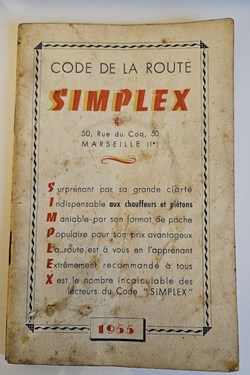 CODE DE LA ROUTE
SIMPLEX
50, Rue du Coq, 50
MARSEILLE (1er)
Surprenant par sa grande clarté
Indispensable aux chauffeurs et piétons
Maniable par son format de poche
Populaire pour son prix avantageux
La route est à vous en l'apprenant
Extrêmement recommandé à tous
X est le nombre incalculable des
lecteurs du Code "SIMPLEX"
1955